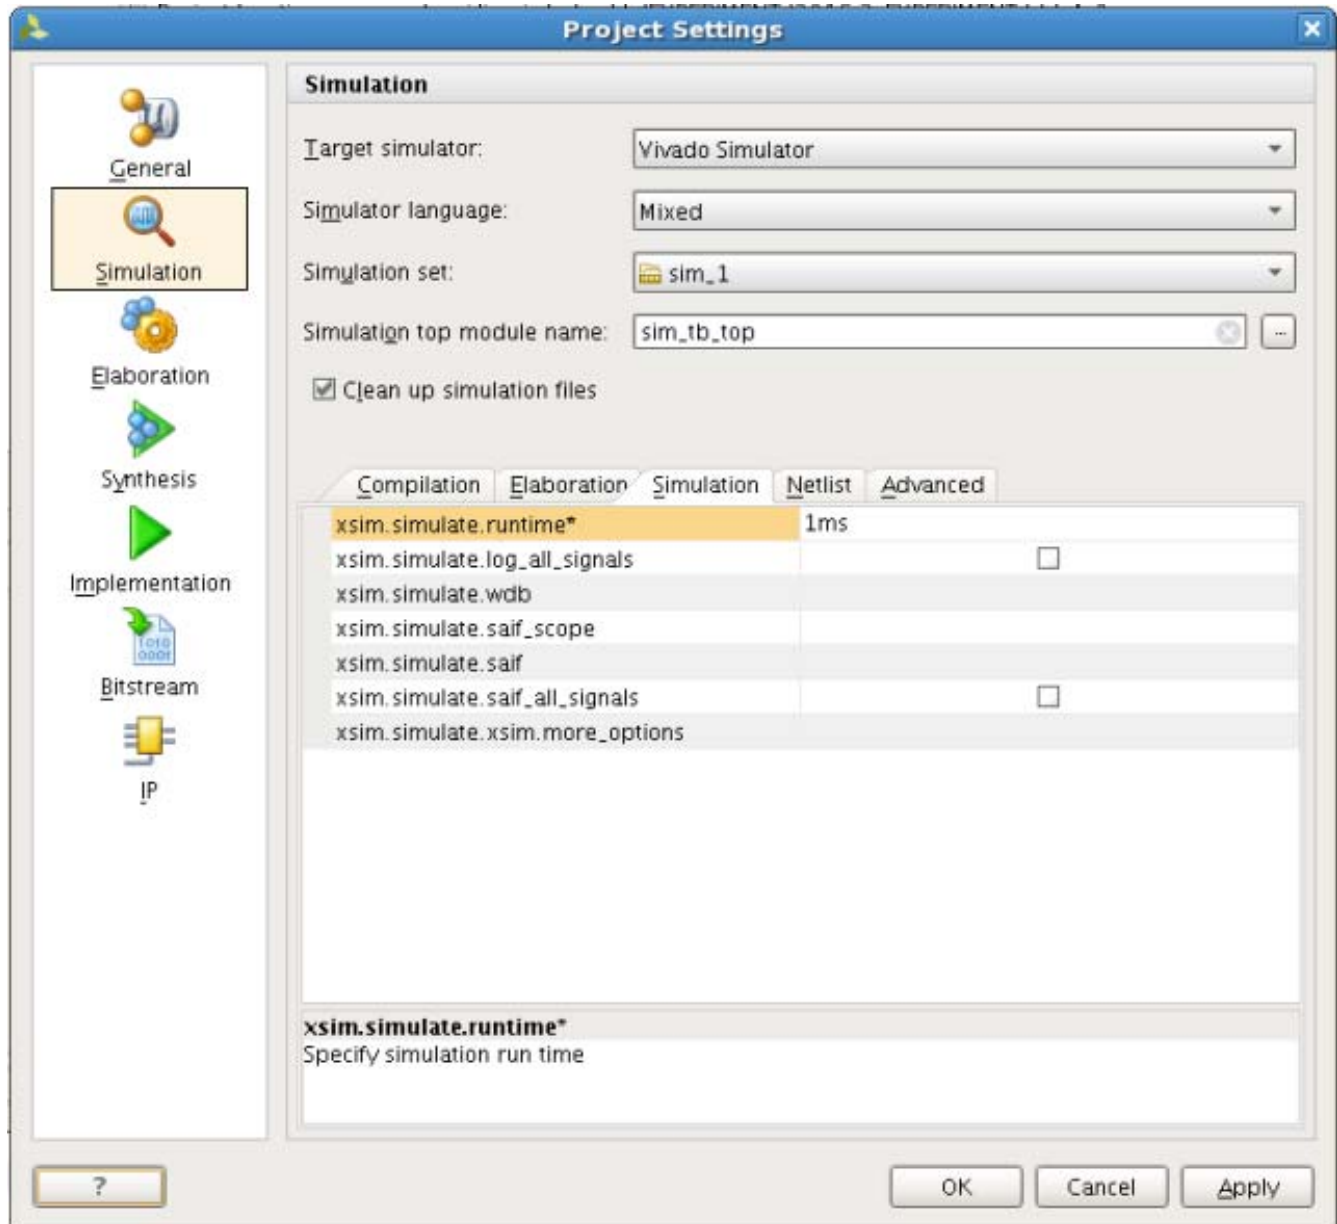 Project Settings
General
Simulation
Elaboration
Synthesis
Implementation
Bitstream
IP
Simulation
Target simulator: Vivado Simulator
Simulator language: Mixed
Simulation set: sim_1
Simulation top module name: sim_tb_top ...
Clean up simulation files
Compilation Elaboration Simulation Netlist Advanced
xsim.simulate.runtime* 1ms
xsim.simulate.log_all_signals
xsim.simulate.wdb
xsim.simulate.saif_scope
xsim.simulate.saif
xsim.simulate.saif_all_signals
xsim.simulate.xsim.more_options
xsim.simulate.runtime*
Specify simulation run time
? OK Cancel Apply